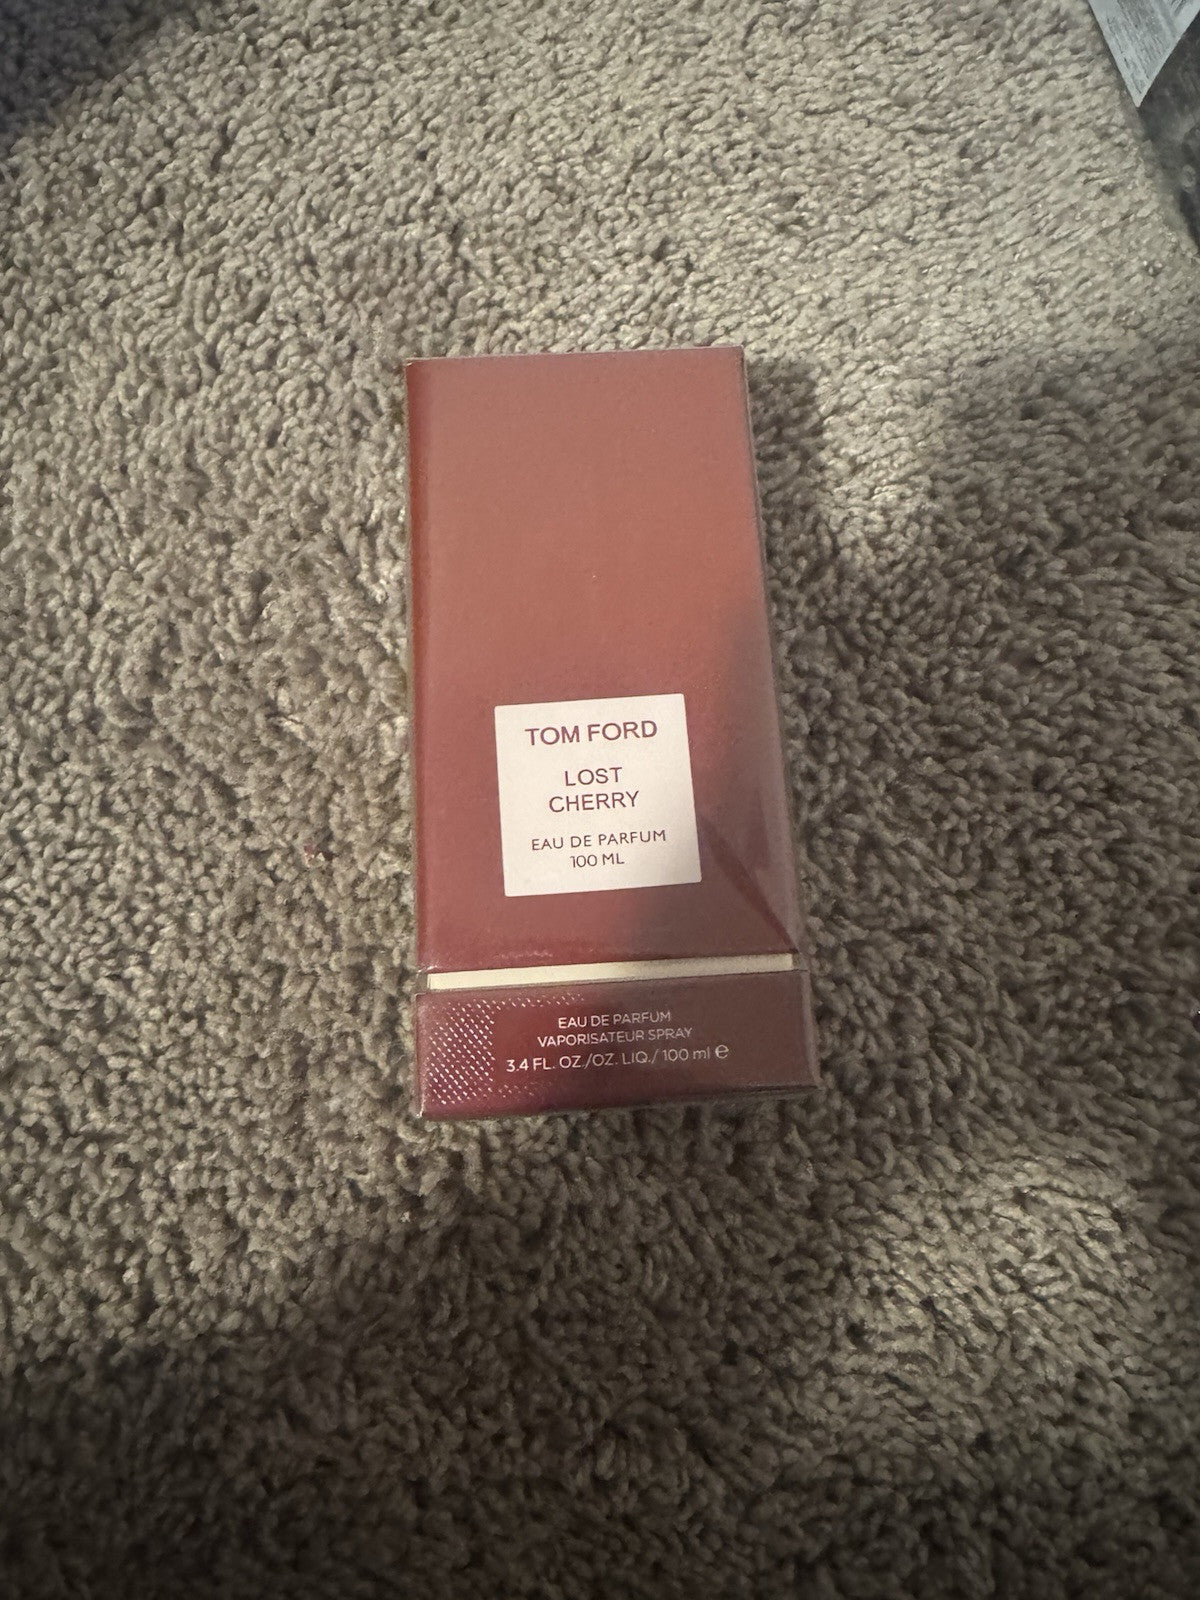 TOM FORD
LOST
CHERRY
EAU DE PARFUM
100 ML
EAU DE PARFUM
VAPORISATEUR SPRAY
3.4 FL. OZ./OZ. LIQ./ 100 ml ℮